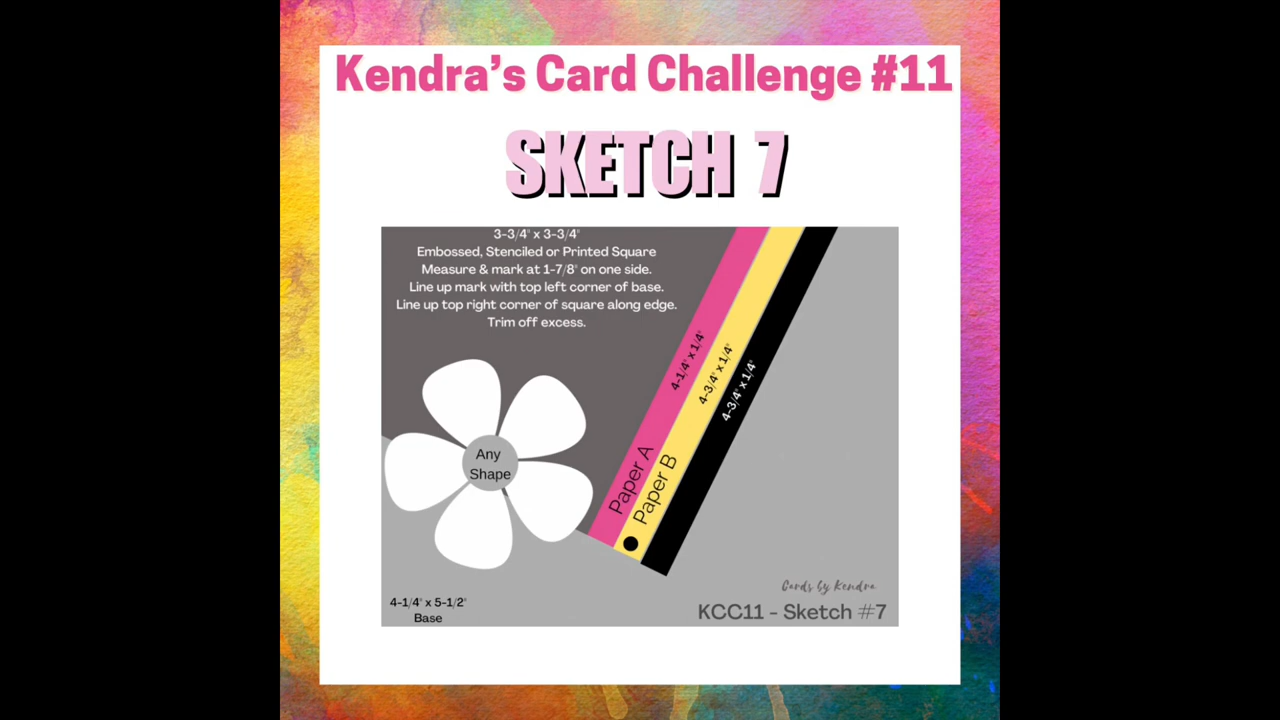 Kendra's Card Challenge #11
SKETCH 7
3-3/4" x 3-3/4"
Embossed, Stenciled or Printed Square
Measure & mark at 1-7/8" on one side.
Line up mark with top left corner of base.
Line up top right corner of square along edge.
Trim off excess.
4-1/4" x 1/4"
4-3/4" x 1/4"
4-3/4" x 1/4"
Paper A
Paper B
Any
Shape
4-1/4" x 5-1/2"
Base
Cards by Kendra
KCC11 - Sketch #7